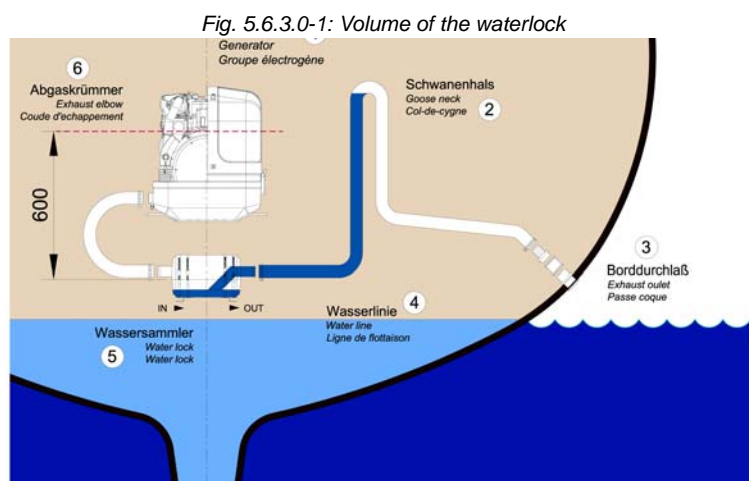 Fig. 5.6.3.0-1: Volume of the waterlock
Generator
Groupe électrogène
6
Abgaskrümmer
Exhaust elbow
Coude d'echappement
Schwanenhals
Goose neck
Col-de-cygne
2
600
3
Borddurchlaß
Exhaust oulet
Passe coque
IN
OUT
Wasserlinie
4
Water line
Ligne de flottaison
Wassersammler
5
Water lock
Water lock